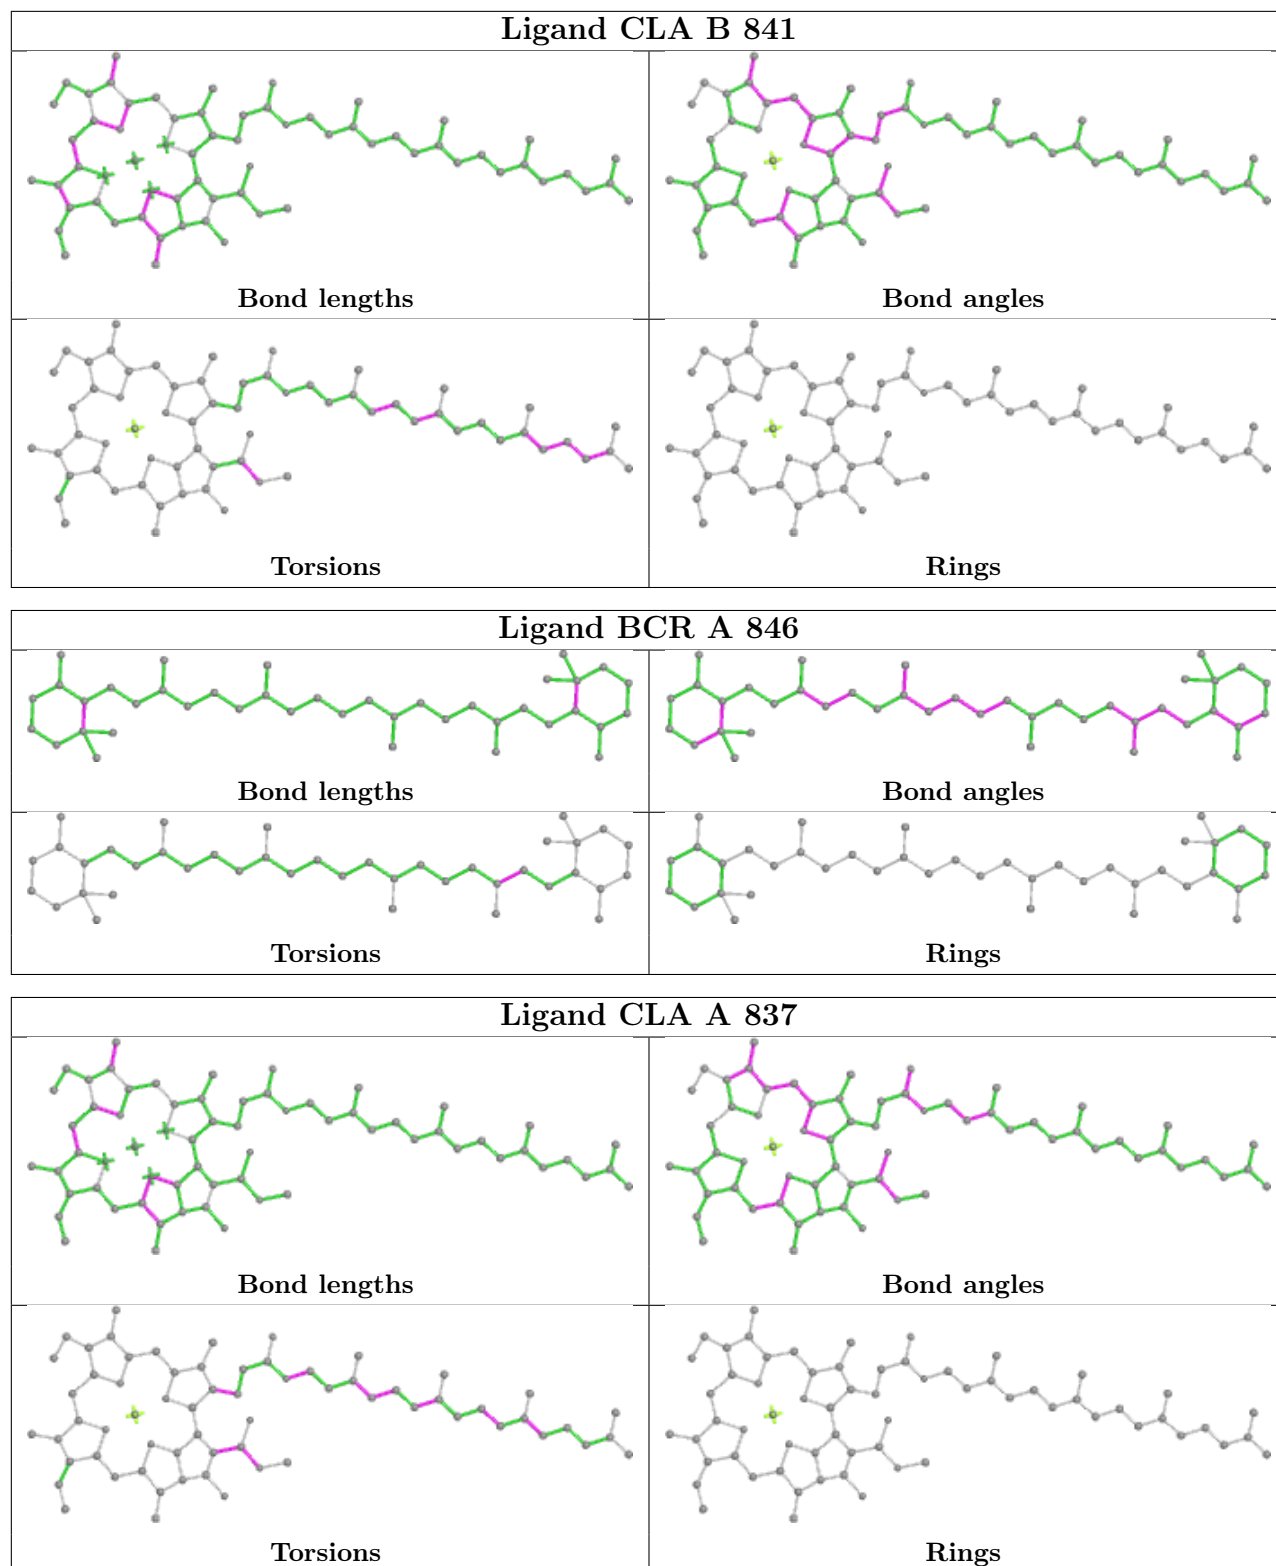 Ligand CLA B 841
Bond lengths
Bond angles
Torsions
Rings
Ligand BCR A 846
Bond lengths
Bond angles
Torsions
Rings
Ligand CLA A 837
Bond lengths
Bond angles
Torsions
Rings